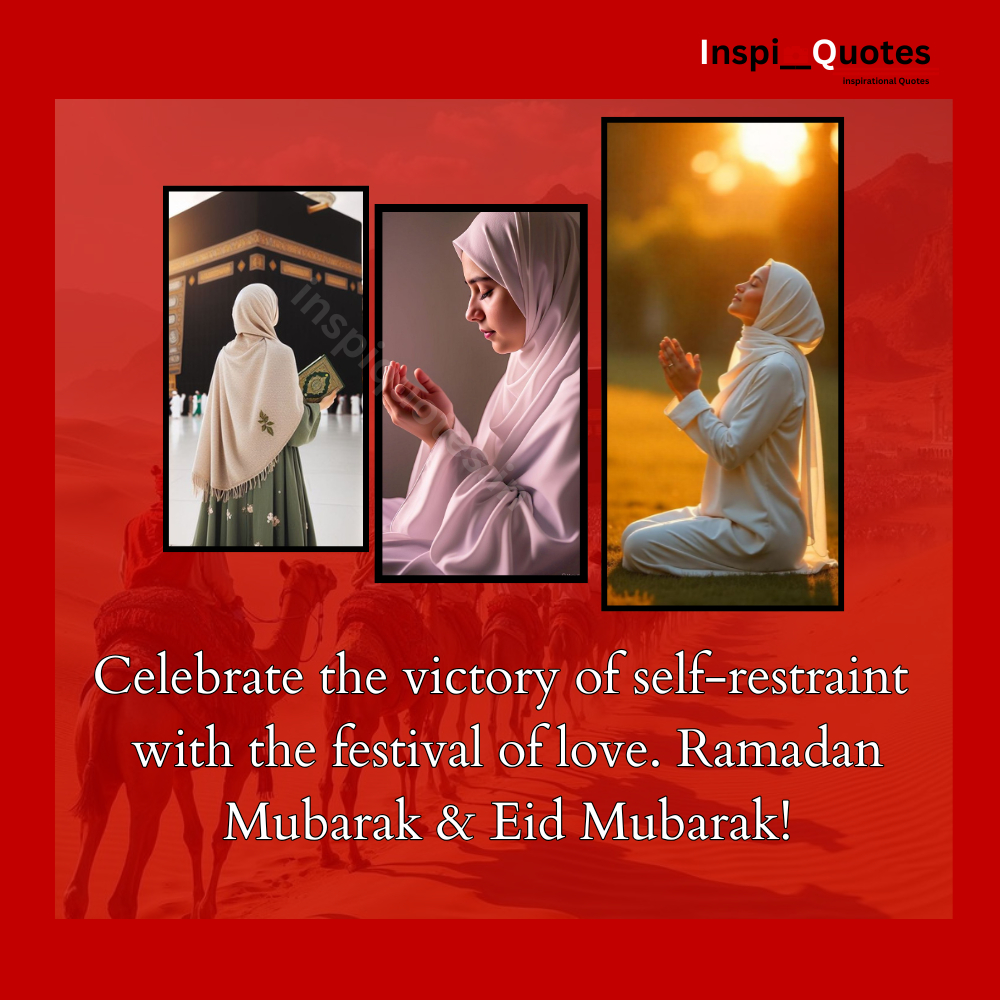 Inspi__Quotes
Inspirational Quotes
Celebrate the victory of self-restraint
with the festival of love. Ramadan
Mubarak & Eid Mubarak!